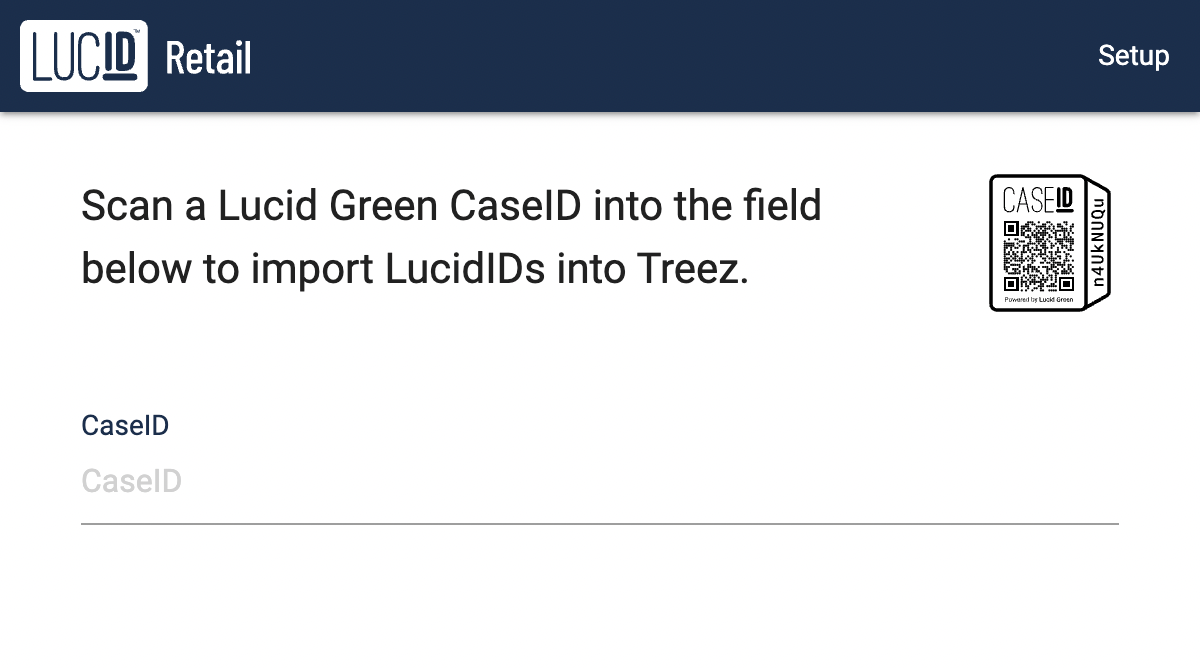 LUCID™ Retail
Setup
Scan a Lucid Green CaseID into the field
below to import LucidIDs into Treez.
CASEID
n4UkNUQu
Powered by Lucid Green
CaseID
CaseID